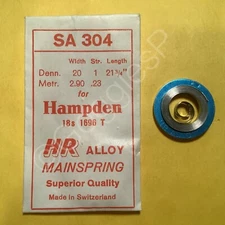 SA 304
Width Str. Length
Denn. 20 1 21¾"
Metr. 2.90 .23
for
Hampden
18s 1690 T
HR ALLOY
MAINSPRING
Superior Quality
Made in Switzerland